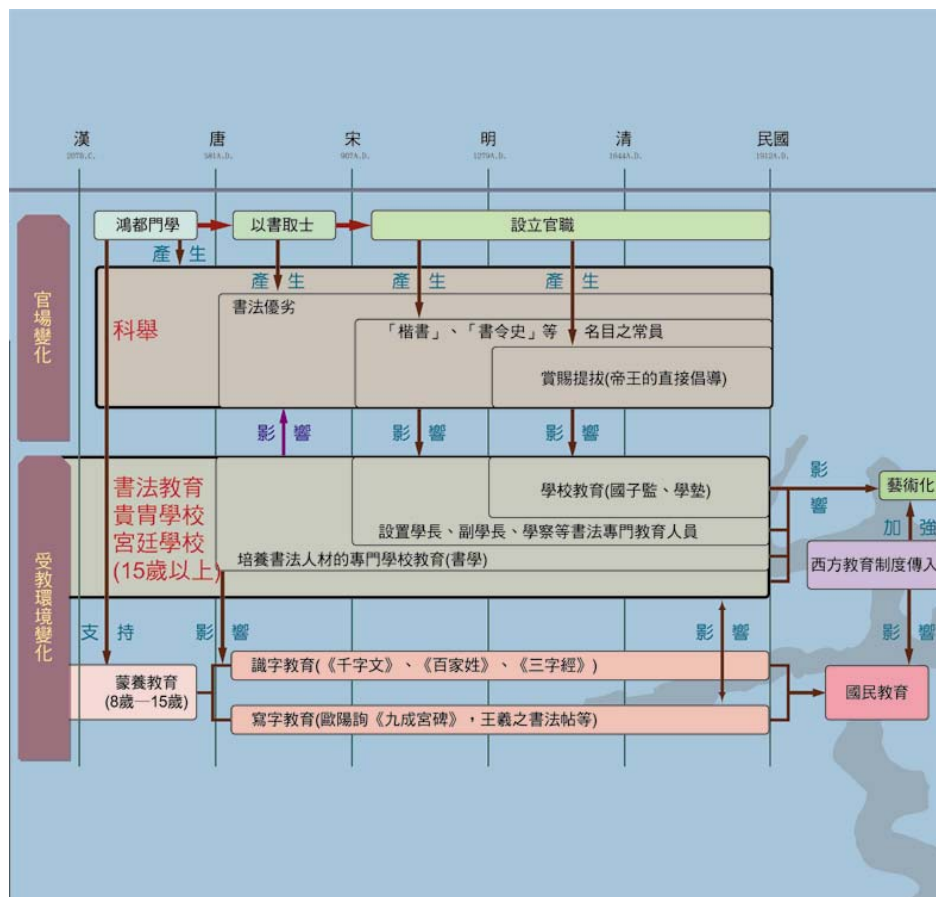 漢 唐 宋 明 清 民國
207B.C. 581A.D. 907A.D. 1279A.D. 1644A.D. 1912A.D.
官場變化
鴻都門學 以書取士 設立官職
產生 產生 產生 產生
科舉
書法優劣
「楷書」、「書令史」等 名目之常員
賞賜提拔(帝王的直接倡導)
影響 影響 影響
受教環境變化
書法教育
貴胄學校
宮廷學校
(15歲以上)
學校教育(國子監、學塾)
設置學長、副學長、學察等書法專門教育人員
培養書法人材的專門學校教育(書學)
影響
藝術化
加強
西方教育制度傳入
支持 影響 影響 影響
蒙養教育
(8歲—15歲)
識字教育(《千字文》、《百家姓》、《三字經》)
寫字教育(歐陽詢《九成宮碑》，王羲之書法帖等)
國民教育